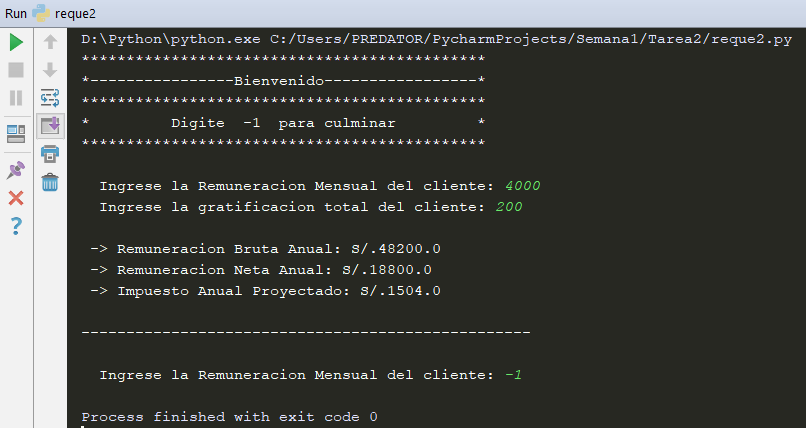 Run reque2
D:\Python\python.exe C:/Users/PREDATOR/PycharmProjects/Semana1/Tarea2/reque2.py
*********************************************
*----------------Bienvenido-----------------*
*********************************************
*         Digite  -1  para culminar         *
*********************************************
Ingrese la Remuneracion Mensual del cliente: 4000
Ingrese la gratificacion total del cliente: 200
-> Remuneracion Bruta Anual: S/.48200.0
-> Remuneracion Neta Anual: S/.18800.0
-> Impuesto Anual Proyectado: S/.1504.0
--------------------------------------------------
Ingrese la Remuneracion Mensual del cliente: -1
Process finished with exit code 0